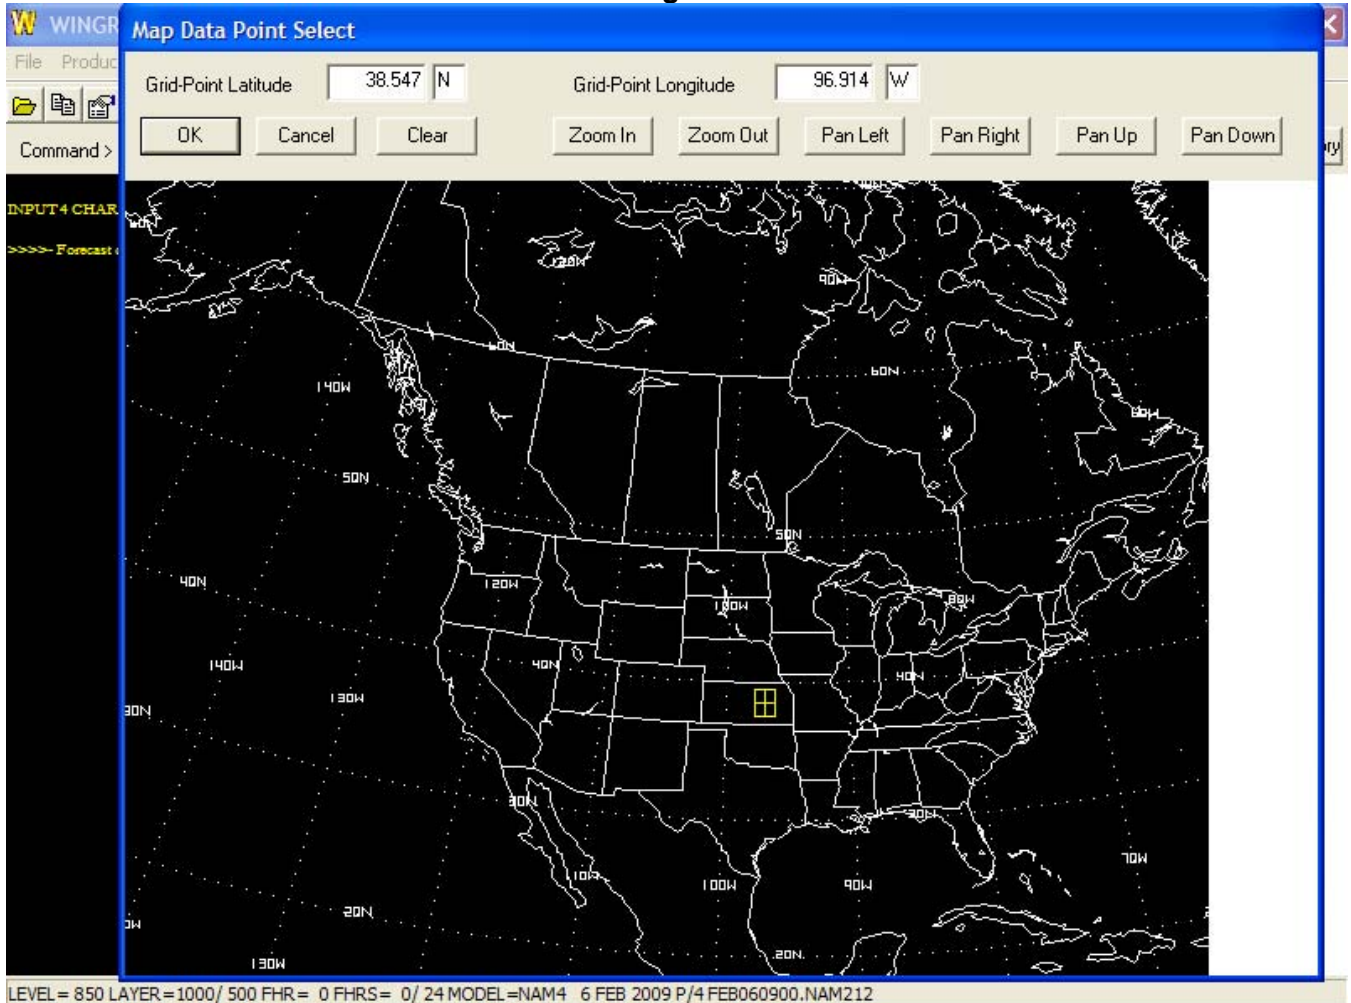 WINGR
Map Data Point Select
File Produc
Grid-Point Latitude 38.547 N Grid-Point Longitude 96.914 W
OK Cancel Clear Zoom In Zoom Out Pan Left Pan Right Pan Up Pan Down
Command > ry
INPUT 4 CHAR
>>>>- Forecast
120W
90W
60N 60N
140W
60W
50N
50N
40N 120W
100W 80W
140W 40N 40N
130W
30N
30N 30N
70W
100W 90W
20N
20N
130W
LEVEL= 850 LAYER=1000/ 500 FHR= 0 FHRS= 0/ 24 MODEL=NAM4 6 FEB 2009 P/4 FEB060900.NAM212